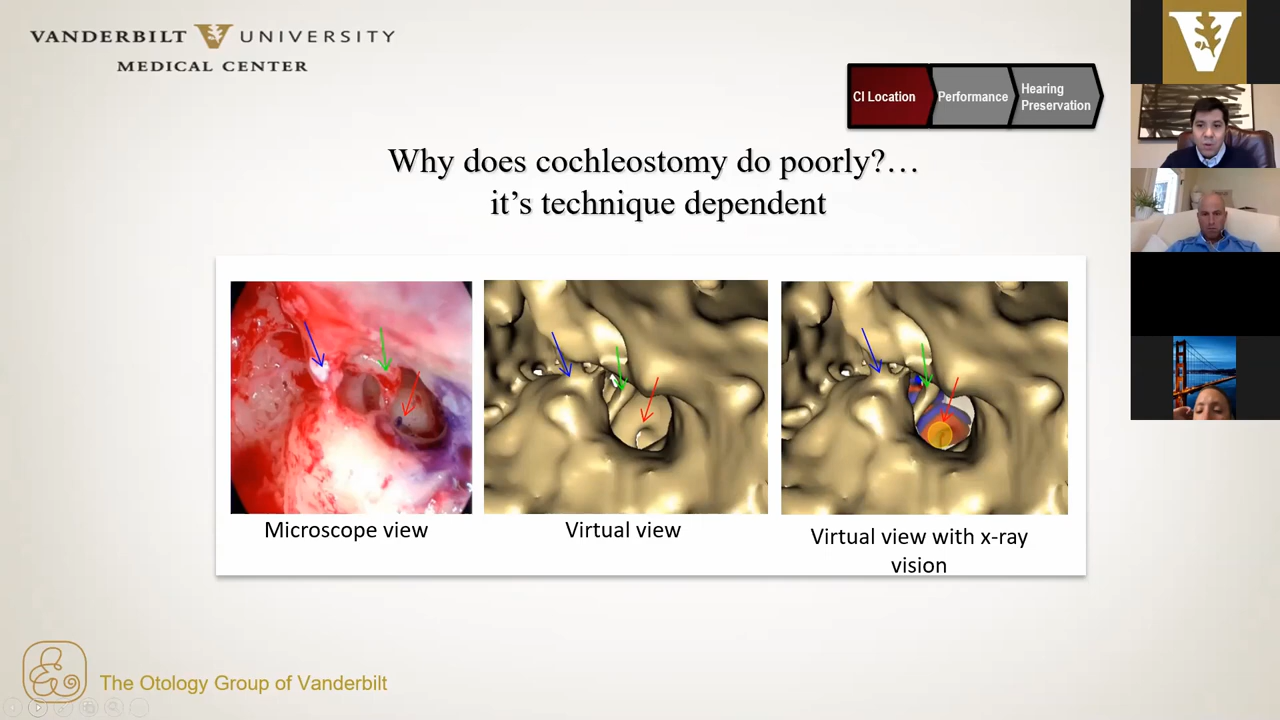 VANDERBILT V UNIVERSITY
MEDICAL CENTER
CI Location
Performance
Hearing
Preservation
Why does cochleostomy do poorly?…
it’s technique dependent
Microscope view
Virtual view
Virtual view with x-ray
vision
The Otology Group of Vanderbilt
V